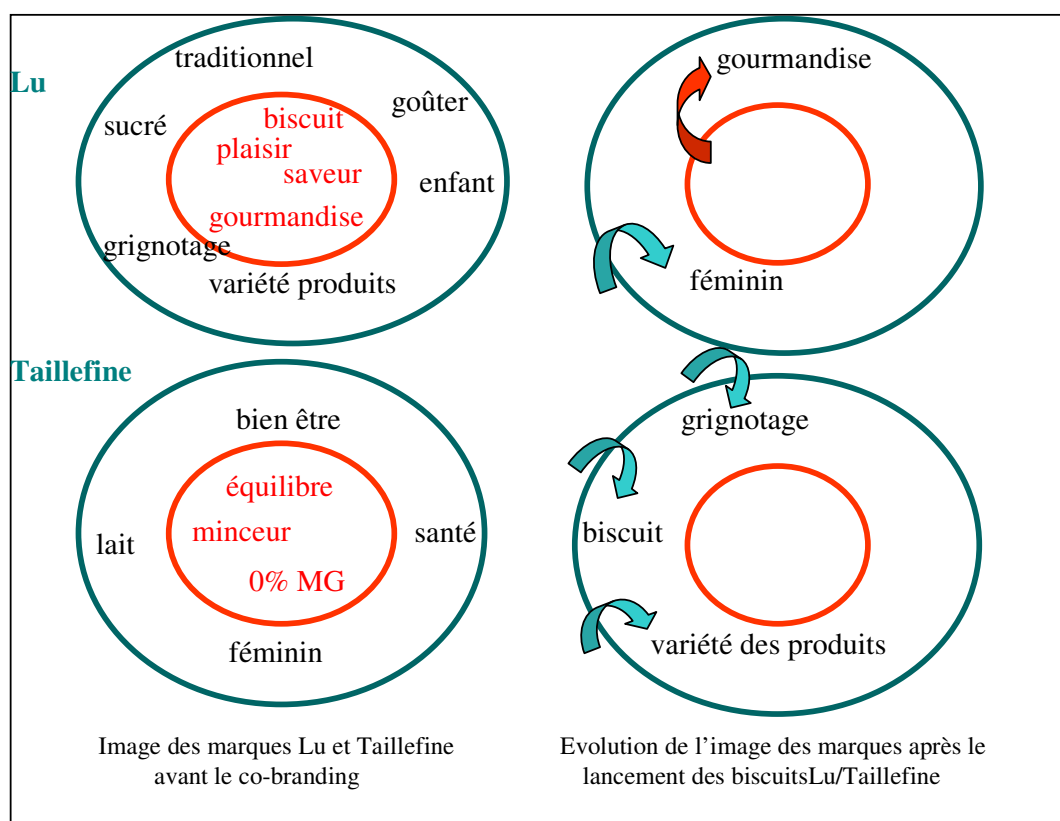 Lu
traditionnel
goûter
sucré
biscuit
plaisir
saveur
enfant
gourmandise
grignotage
variété produits
gourmandise
féminin
Taillefine
bien être
équilibre
minceur
lait
santé
0% MG
féminin
grignotage
biscuit
variété des produits
Image des marques Lu et Taillefine
avant le co-branding
Evolution de l’image des marques après le
lancement des biscuitsLu/Taillefine